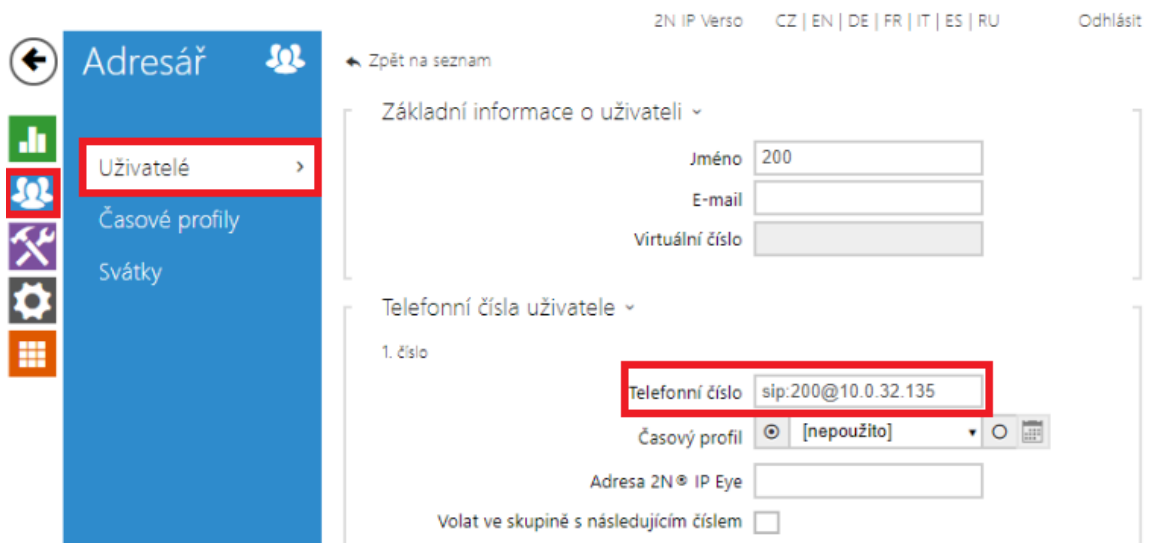 2N IP Verso CZ | EN | DE | FR | IT | ES | RU Odhlásit
Adresář
Zpět na seznam
Základní informace o uživateli
Uživatelé
Jméno 200
E-mail
Časové profily
Virtuální číslo
Svátky
Telefonní čísla uživatele
1. číslo
Telefonní číslo sip:200@10.0.32.135
Časový profil [nepoužito]
Adresa 2N® IP Eye
Volat ve skupině s následujícím číslem